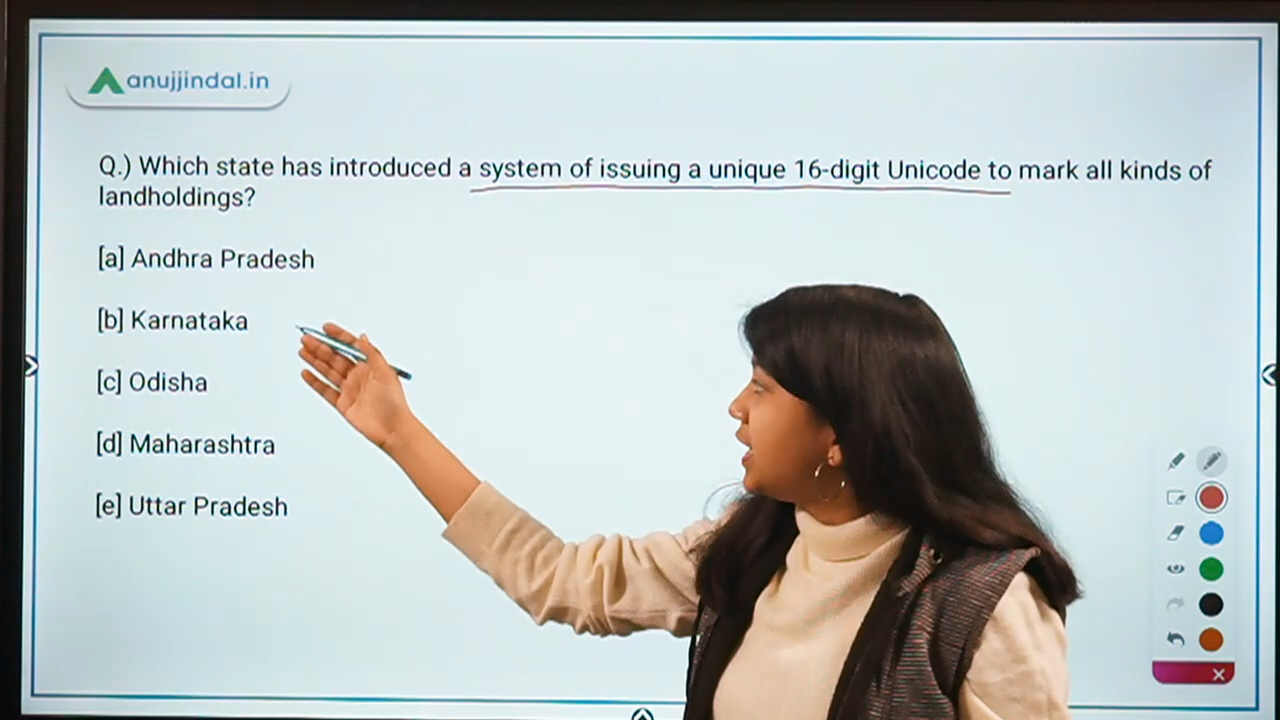 anujjindal.in
Q.) Which state has introduced a system of issuing a unique 16-digit Unicode to mark all kinds of
landholdings?
[a] Andhra Pradesh
[b] Karnataka
[c] Odisha
[d] Maharashtra
[e] Uttar Pradesh